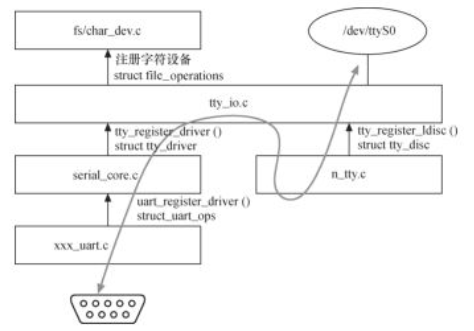 fs/char_dev.c
/dev/ttyS0
注册字符设备
struct file_operations
tty_io.c
tty_register_driver ()
struct tty_driver
tty_register_ldisc ()
struct tty_disc
serial_core.c
n_tty.c
uart_register_driver ()
struct_uart_ops
xxx_uart.c